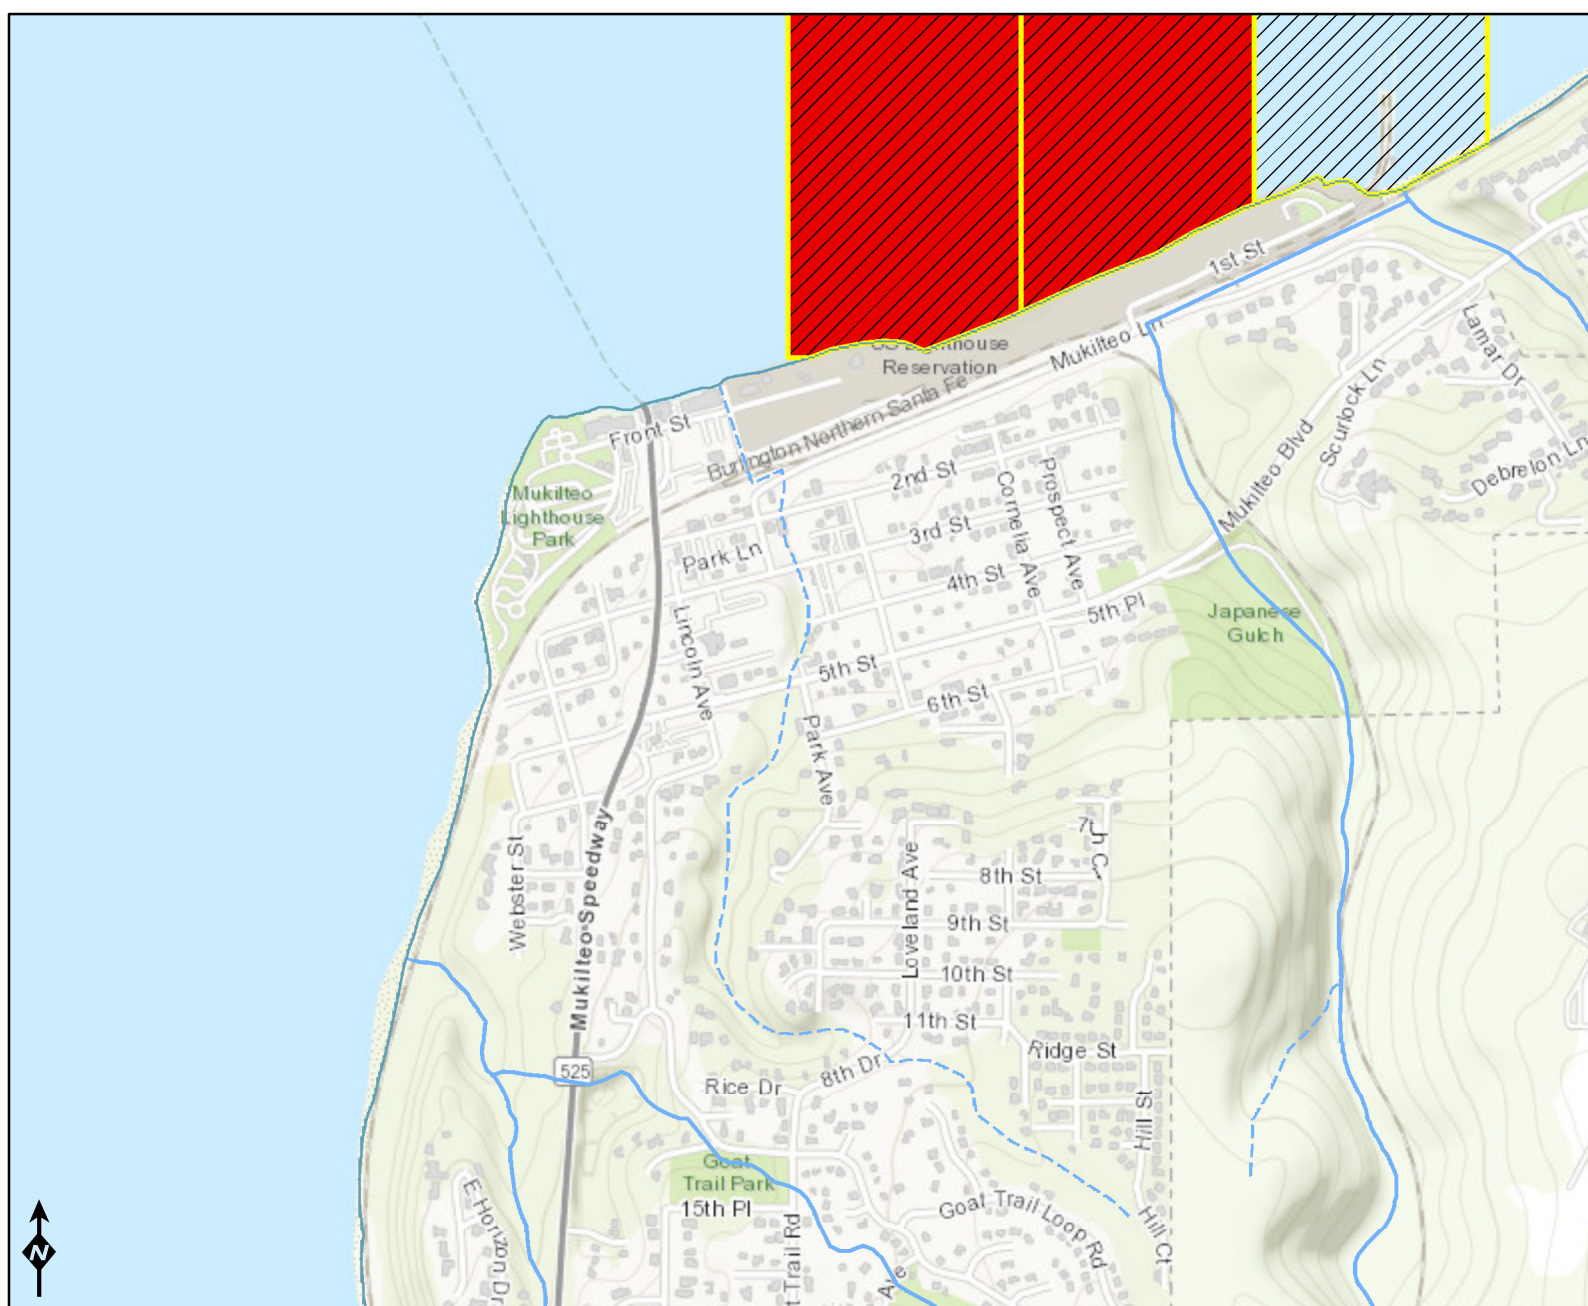 1st St
Lighthouse
Reservation
Mukilteo Ln
Lamar Dr
Scurlock Ln
Front St
Burlington Northern Santa Fe
Mukilteo Blvd
Debrelon Ln
2nd St
Cornelia Ave
Prospect Ave
Mukilteo
Lighthouse
Park
3rd St
Park Ln
4th St
5th Pl
Japanese
Gulch
Lincoln Ave
5th St
6th St
Park Ave
7th Ct
Webster St
Mukilteo Speedway
Loveland Ave
8th St
9th St
10th St
11th St
Ridge St
525
8th Dr
Rice Dr
Hill St
Goat
Trail Park
15th Pl
Goat Trail Loop Rd
E Horizon Dr
t Trail Rd
Hill Ct
Ave
N